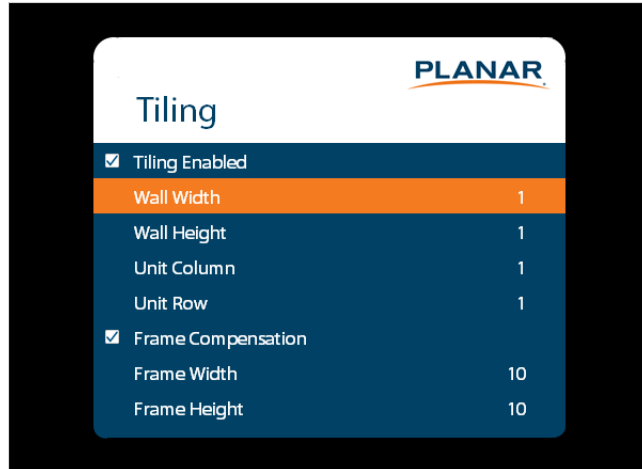 PLANAR
Tiling
Tiling Enabled
Wall Width 1
Wall Height 1
Unit Column 1
Unit Row 1
Frame Compensation
Frame Width 10
Frame Height 10